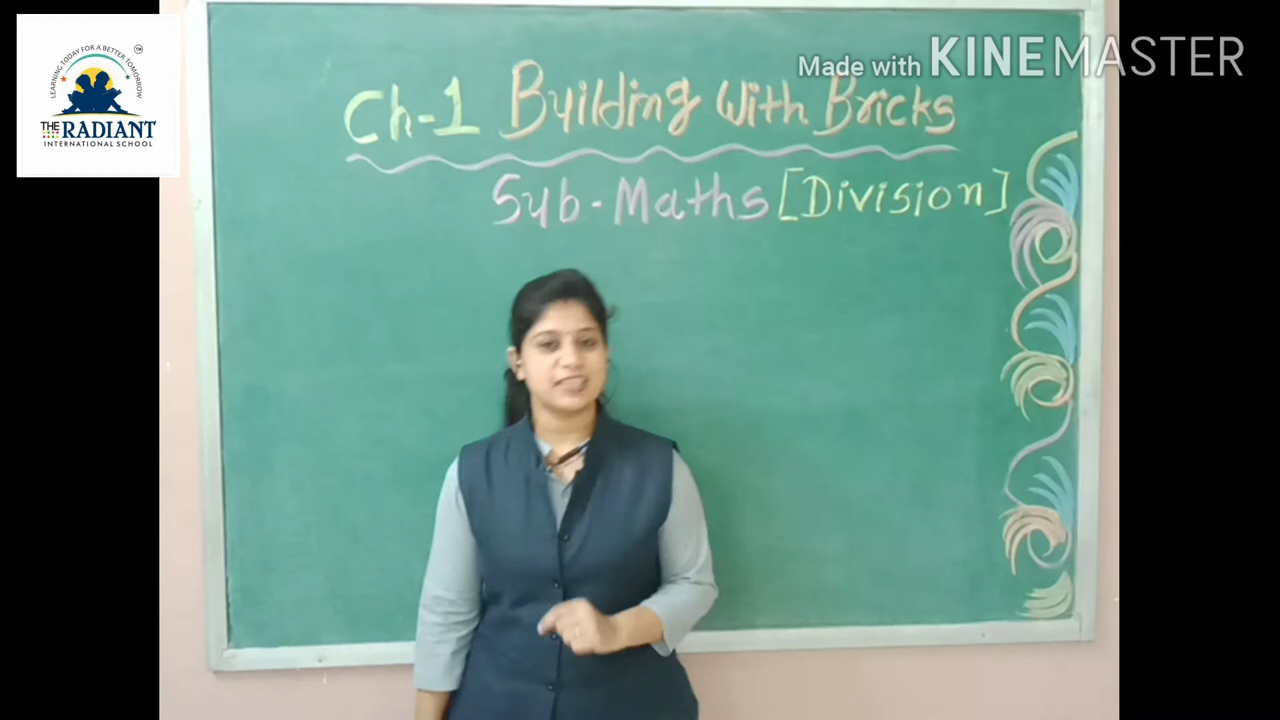 LEARNING TODAY FOR A BETTER TOMORROW
TM
THE RADIANT
INTERNATIONAL SCHOOL
Made with KINEMASTER
Ch-1 Building With Bricks
Sub-Maths [Division]